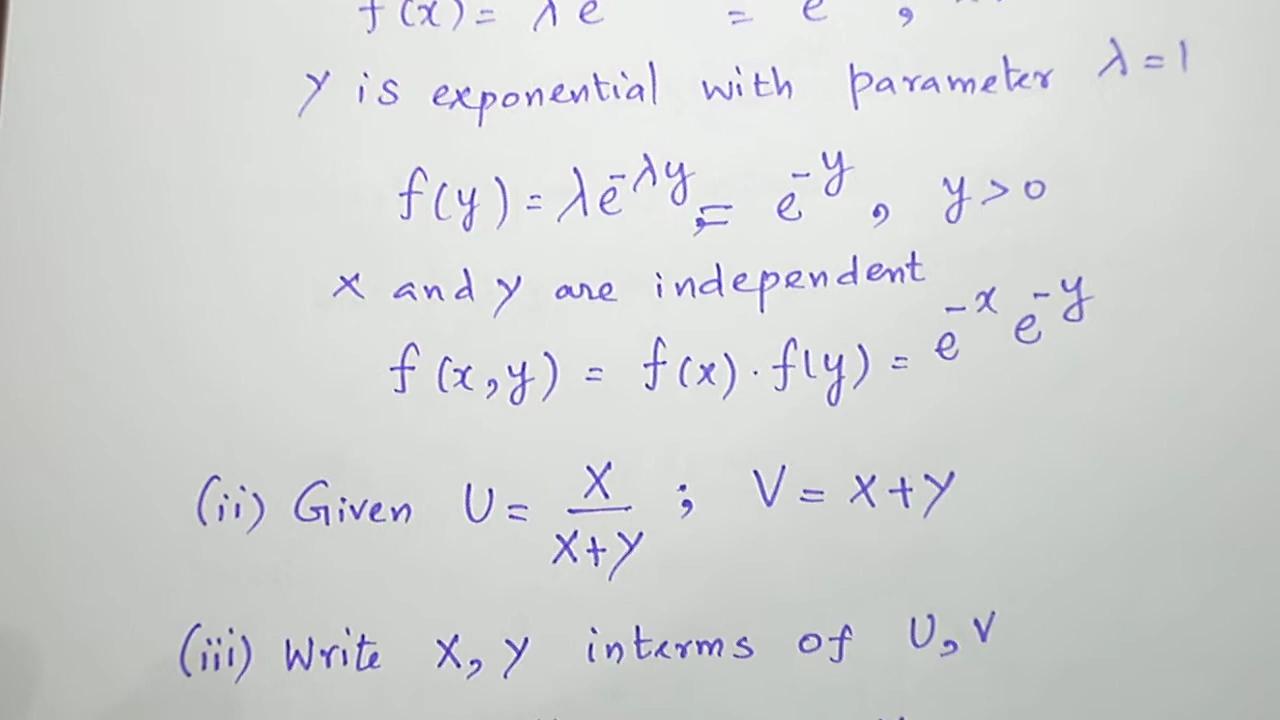 f(x) = λe = e ,
Y is exponential with parameter λ = 1
f(y) = λe^-λy, = e^-y , y > 0
X and Y are independent
f(x,y) = f(x) · f(y) = e^-x e^-y
(ii) Given U = X/X+Y ; V = X+Y
(iii) Write X, Y interms of U, V